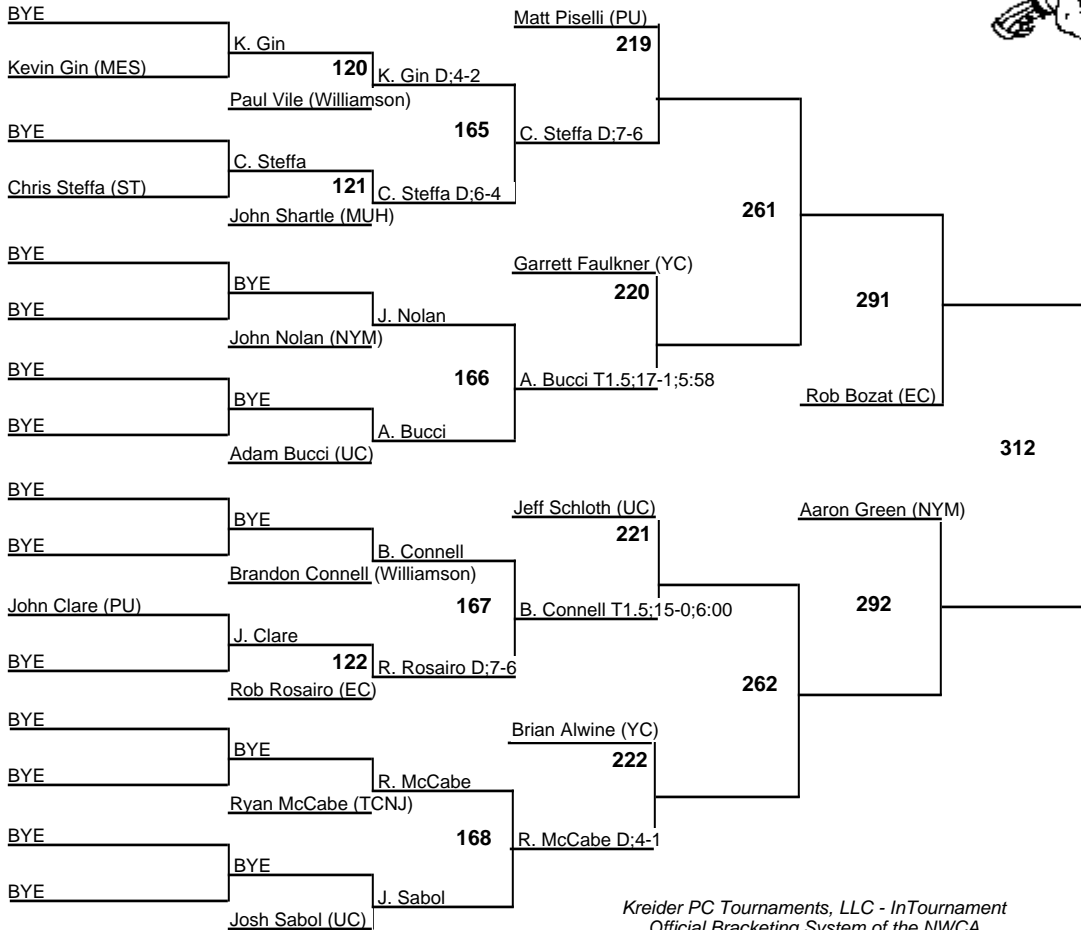 BYE
Matt Piselli (PU)
K. Gin
219
Kevin Gin (MES)
120
K. Gin D;4-2
Paul Vile (Williamson)
BYE
165
C. Steffa D;7-6
C. Steffa
Chris Steffa (ST)
121
C. Steffa D;6-4
John Shartle (MUH)
261
BYE
Garrett Faulkner (YC)
BYE
220
291
BYE
J. Nolan
John Nolan (NYM)
BYE
166
A. Bucci T1.5;17-1;5:58
BYE
Rob Bozat (EC)
BYE
A. Bucci
Adam Bucci (UC)
312
BYE
Jeff Schloth (UC)
Aaron Green (NYM)
BYE
221
BYE
B. Connell
Brandon Connell (Williamson)
John Clare (PU)
167
B. Connell T1.5;15-0;6:00
292
J. Clare
BYE
122
R. Rosairo D;7-6
Rob Rosairo (EC)
262
BYE
Brian Alwine (YC)
BYE
222
BYE
R. McCabe
Ryan McCabe (TCNJ)
BYE
168
R. McCabe D;4-1
BYE
BYE
J. Sabol
Josh Sabol (UC)
Kreider PC Tournaments, LLC - InTournament
Official Bracketing System of the NWCA